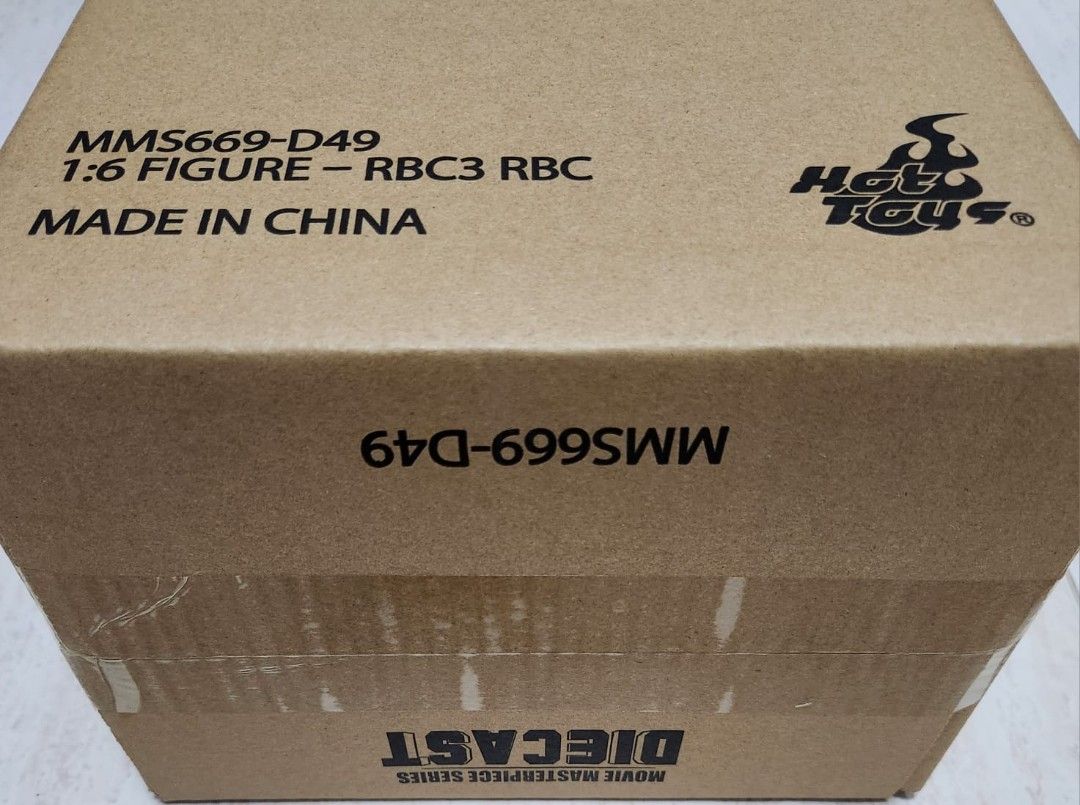 MMS669-D49
1:6 FIGURE – RBC3 RBC
MADE IN CHINA
Hot
Toys®
MMS669-D49
MOVIE MASTERPIECE SERIES
DIECAST